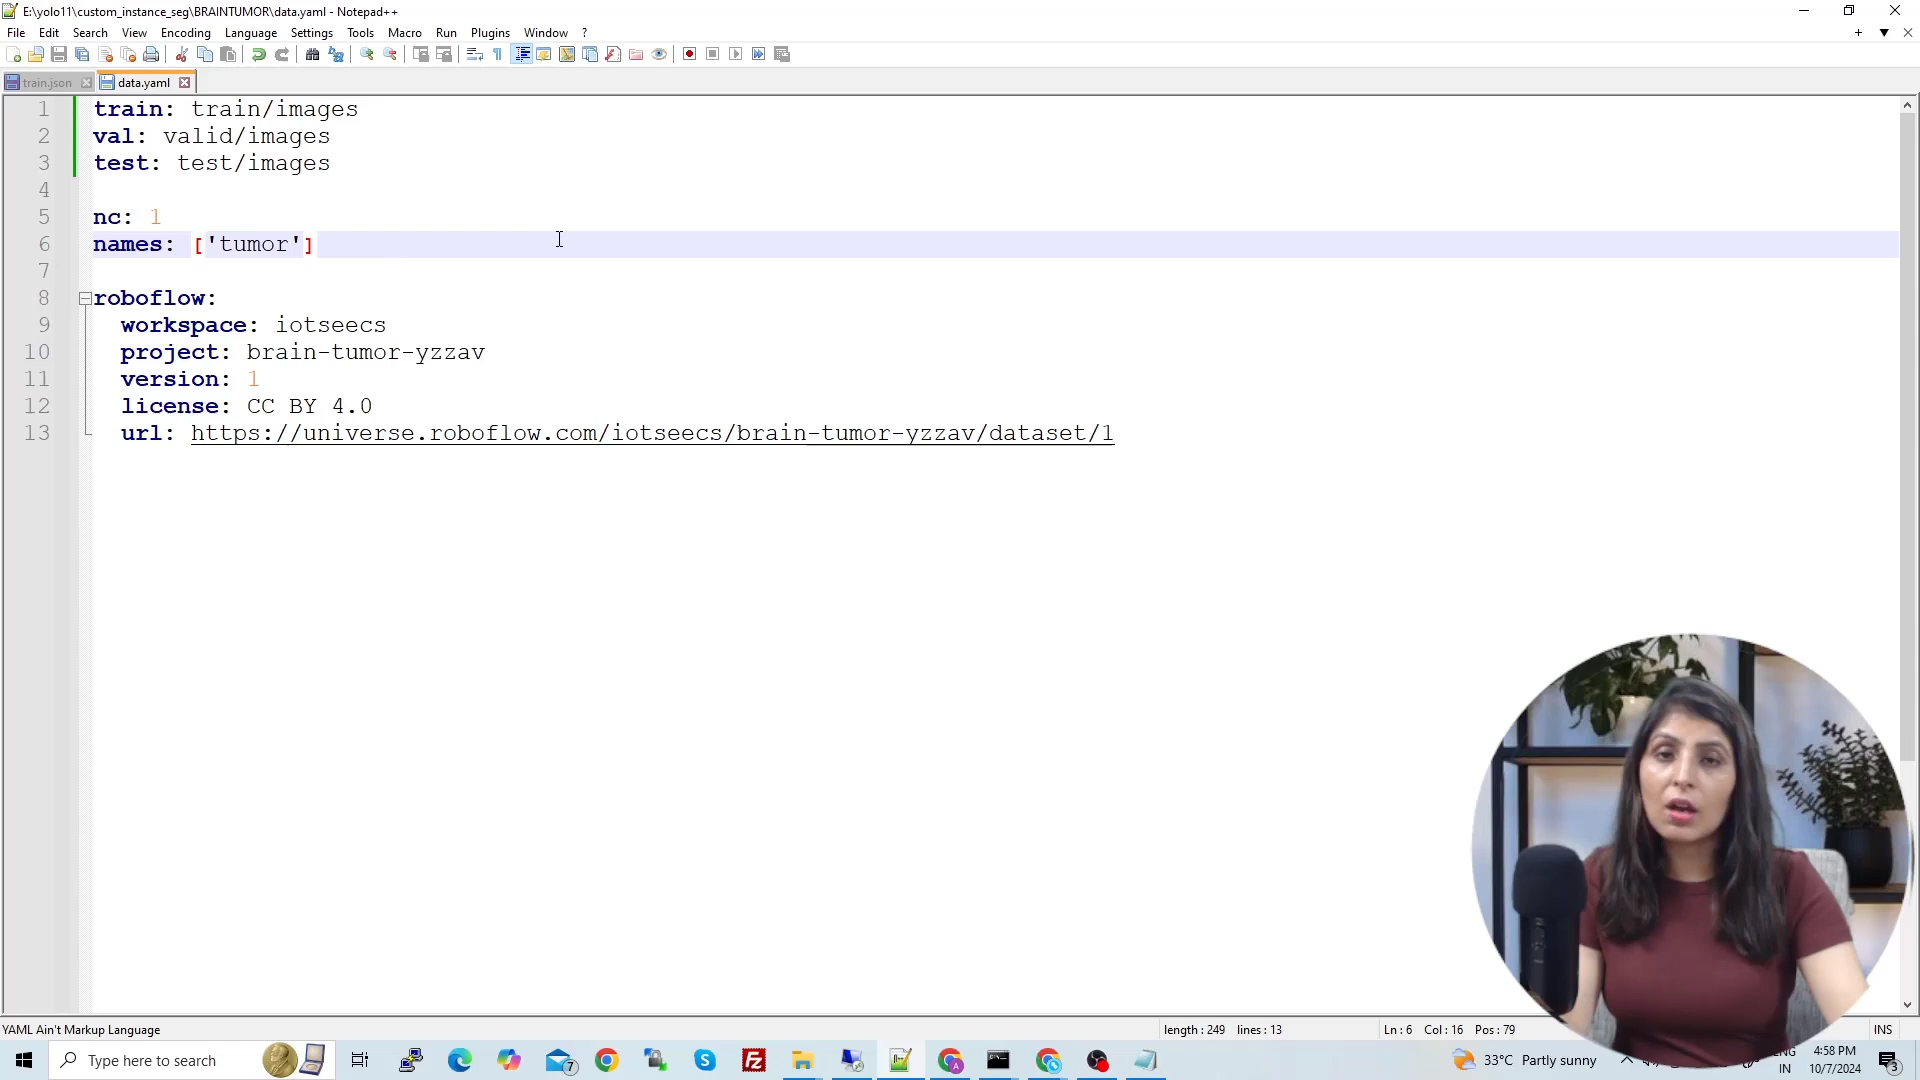 E:\yolo11\custom_instance_seg\BRAINTUMOR\data.yaml - Notepad++
File Edit Search View Encoding Language Settings Tools Macro Run Plugins Window ?
train.json data.yaml
1 train: train/images
2 val: valid/images
3 test: test/images
4
5 nc: 1
6 names: ['tumor']
7
8 roboflow:
9 workspace: iotseecs
10 project: brain-tumor-yzzav
11 version: 1
12 license: CC BY 4.0
13 url: https://universe.roboflow.com/iotseecs/brain-tumor-yzzav/dataset/1
YAML Ain't Markup Language length : 249 lines : 13 Ln : 6 Col : 16 Pos : 79 INS
Type here to search 7 33°C Partly sunny ENG 4:58 PM
IN 10/7/2024 3